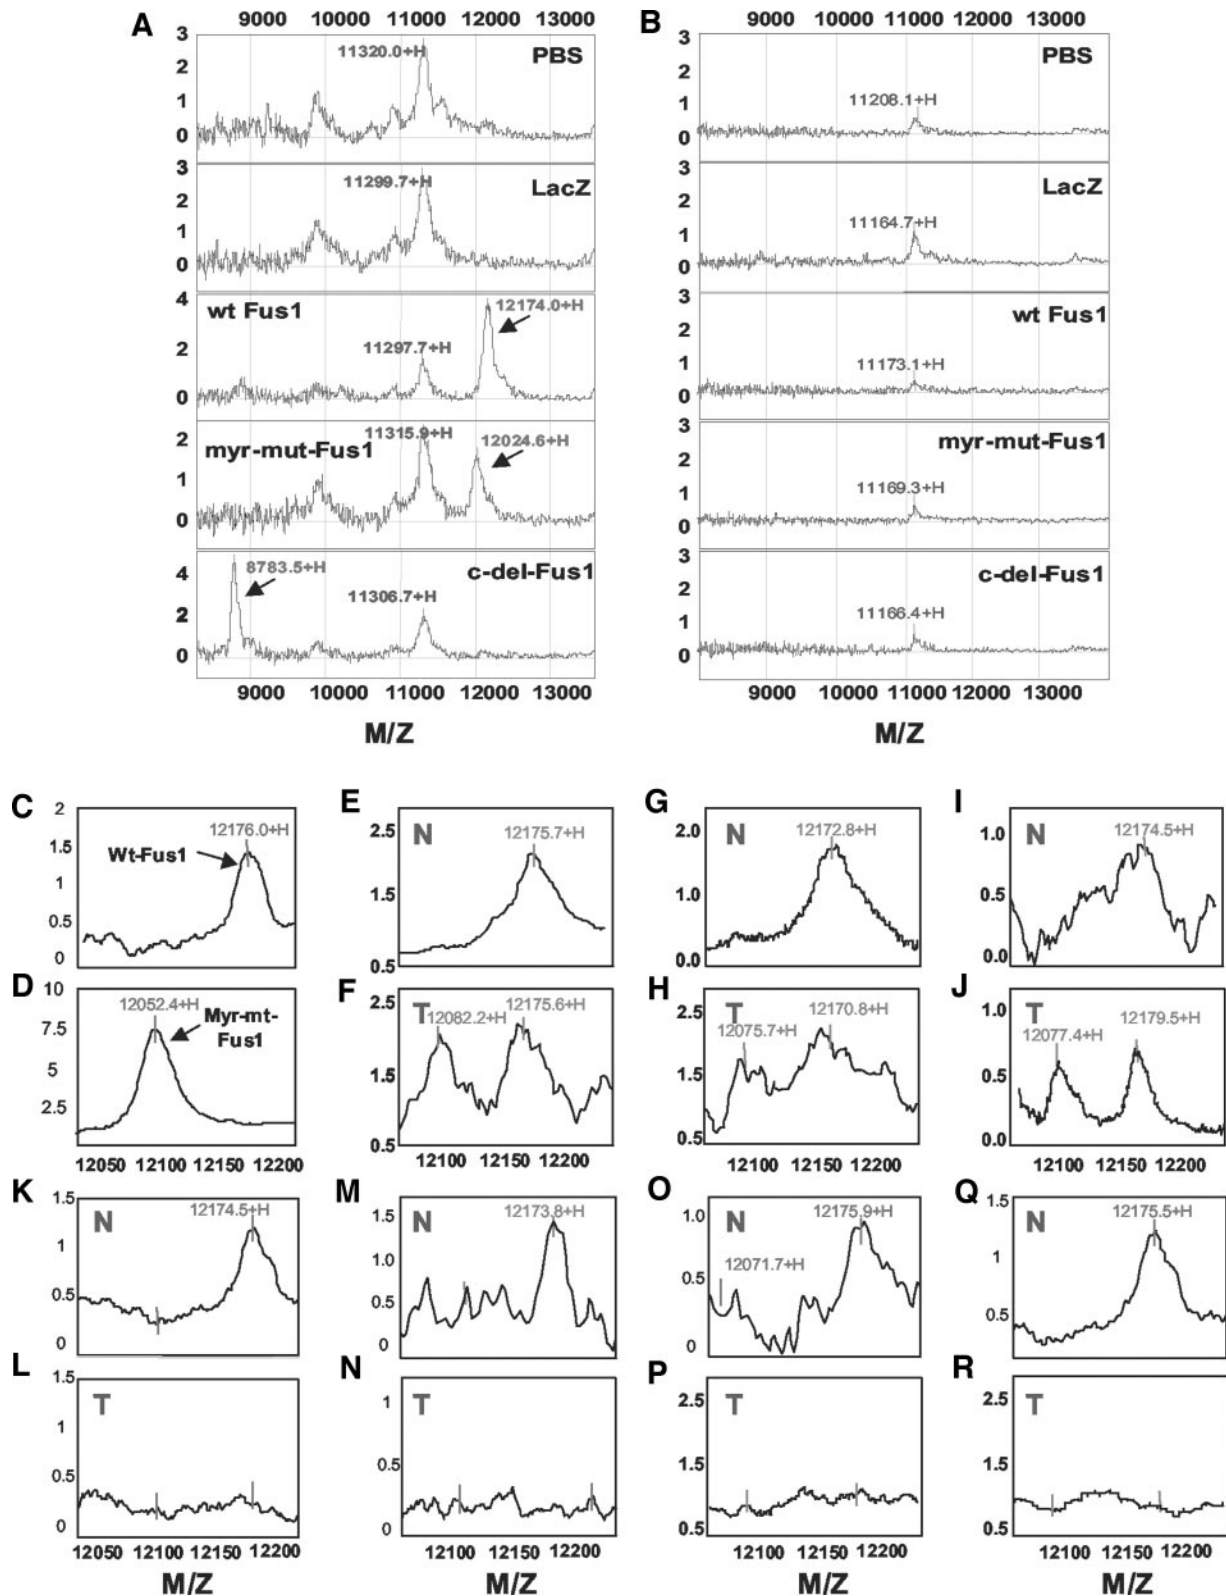 A
9000 10000 11000 12000 13000
3
2
1
0
11320.0+H
PBS
3
2
1
0
11299.7+H
LacZ
4
2
0
wt Fus1
11297.7+H
12174.0+H
2
1
0
myr-mut-Fus1
11315.9+H
12024.6+H
4
2
0
8783.5+H
11306.7+H
c-del-Fus1
9000 10000 11000 12000 13000
M/Z
B
9000 10000 11000 12000 13000
3
2
1
0
11208.1+H
PBS
3
2
1
0
11164.7+H
LacZ
3
2
1
0
11173.1+H
wt Fus1
3
2
1
0
11169.3+H
myr-mut-Fus1
3
2
1
0
11166.4+H
c-del-Fus1
9000 10000 11000 12000 13000
M/Z
C
2
1.5
1
0.5
0
12176.0+H
Wt-Fus1
E
2.5
1.5
0.5
N
12175.7+H
G
2.0
1.0
0.0
N
12172.8+H
I
1.0
0.5
0.0
N
12174.5+H
D
10
7.5
5
2.5
12052.4+H
Myr-mt-
Fus1
12050 12100 12150 12200
F
2.5
1.5
0.5
T
12082.2+H
12175.6+H
12100 12150 12200
H
2.5
1.5
0.5
T
12075.7+H
12170.8+H
12100 12150 12200
J
1.0
0.5
0.0
T
12077.4+H
12179.5+H
12100 12150 12200
K
1.5
1
0.5
0
N
12174.5+H
M
1.5
1.0
0.5
0
N
12173.8+H
O
1.0
0.5
0
N
12071.7+H
12175.9+H
Q
1.5
1
0.5
N
12175.5+H
L
1.5
1
0.5
0
T
12050 12100 12150 12200
M/Z
N
1
0.5
0
T
12100 12150 12200
M/Z
P
2.5
1.5
0.5
T
12100 12150 12200
M/Z
R
2.5
1.5
0.5
T
12100 12150 12200
M/Z